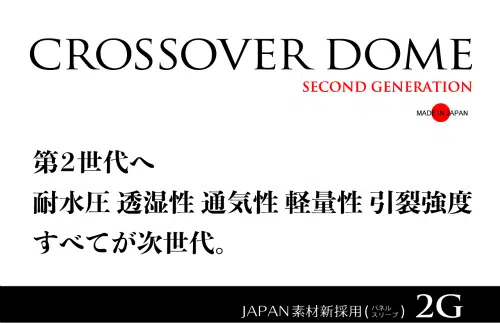 CROSSOVER DOME
SECOND GENERATION
MADE IN JAPAN
第2世代へ
耐水圧 透湿性 通気性 軽量性 引裂強度
すべてが次世代。
JAPAN素材新採用(パネルスリーブ) 2G